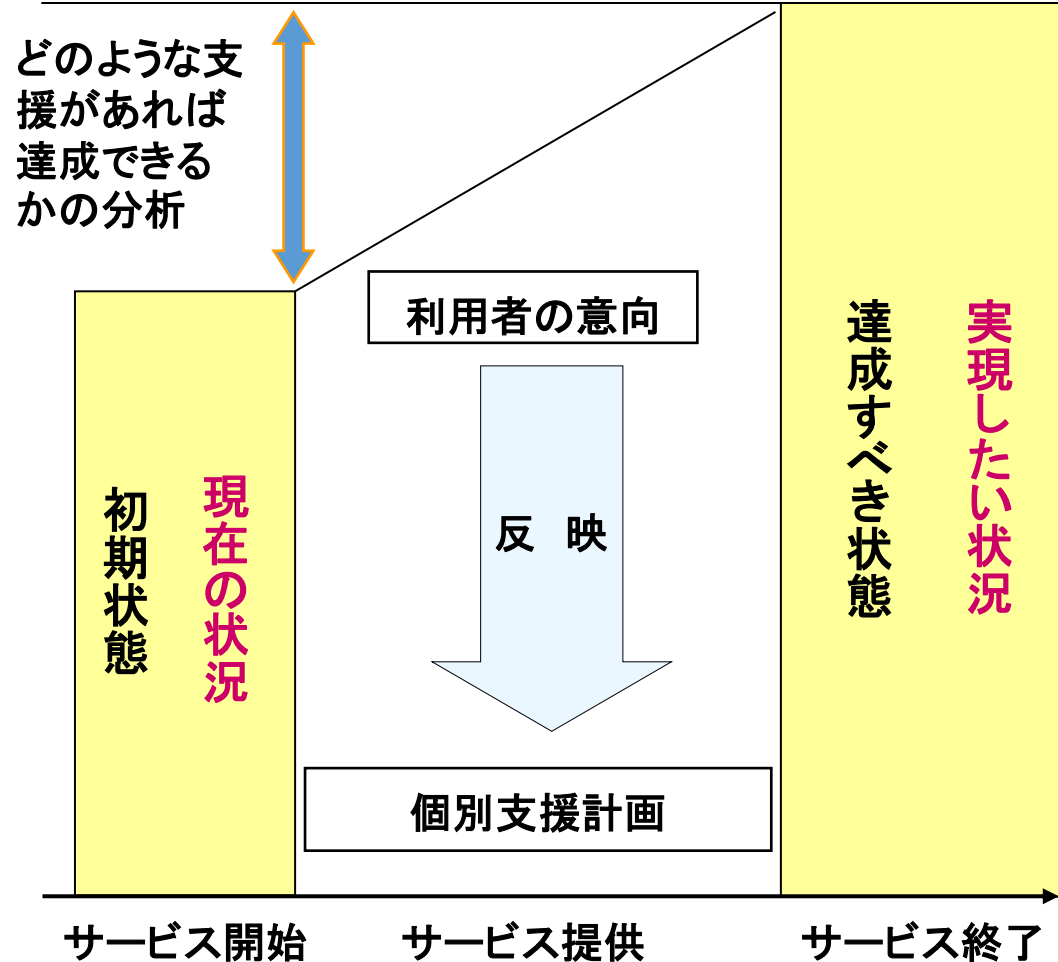 どのような支
援があれば
達成できる
かの分析
利用者の意向
反　映
個別支援計画
初期状態
現在の状況
達成すべき状態
実現したい状況
サービス開始
サービス提供
サービス終了